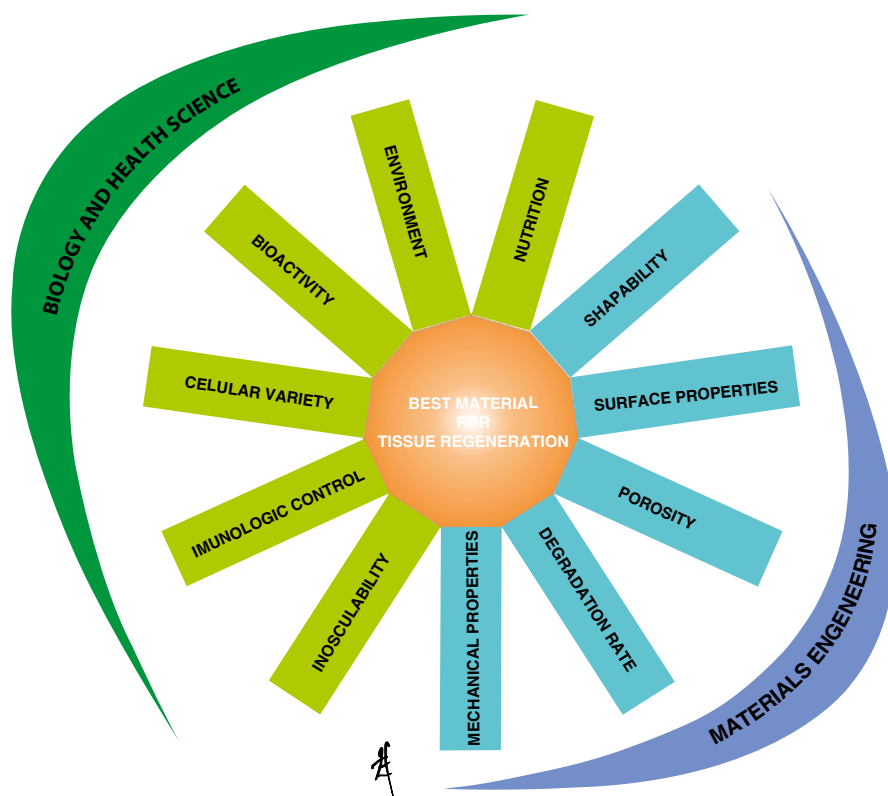 BIOLOGY AND HEALTH SCIENCE
ENVIRONMENT
NUTRITION
BIOACTIVITY
SHAPABILITY
CELULAR VARIETY
SURFACE PROPERTIES
BEST MATERIAL
FOR
TISSUE REGENERATION
IMUNOLOGIC CONTROL
POROSITY
INOSCULABILITY
MECHANICAL PROPERTIES
DEGRADATION RATE
MATERIALS ENGENEERING